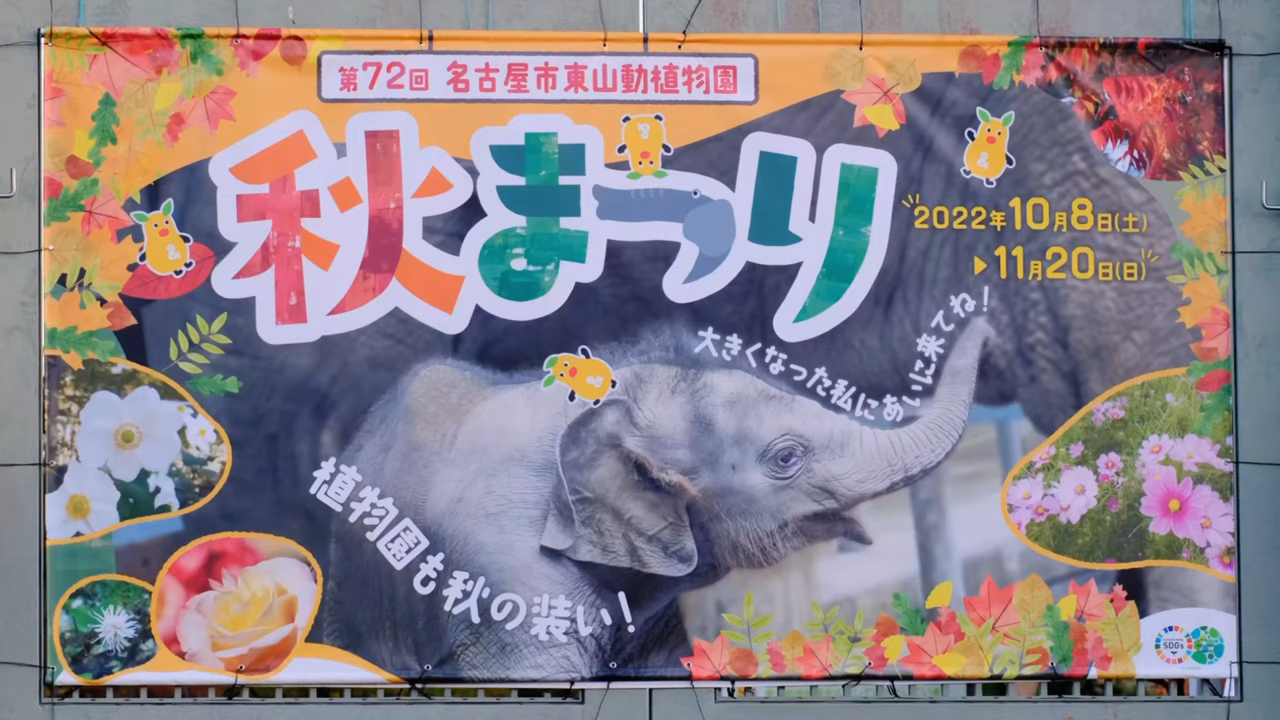 第72回 名古屋市東山動植物園
秋まつり
2022年10月8日(土)
▶11月20日(日)
大きくなった私にあいに来てね!
植物園も秋の装い!
&
&
&
SDGs